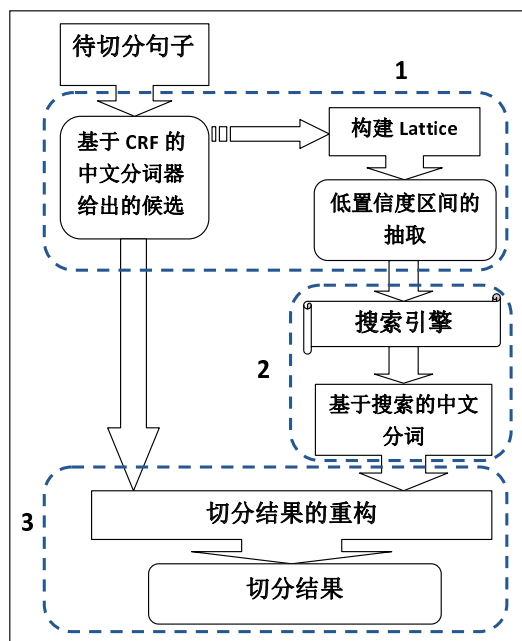 待切分句子
1
基于 CRF 的
中文分词器
给出的候选
构建 Lattice
低置信度区间的
抽取
搜索引擎
2
基于搜索的中文
分词
3
切分结果的重构
切分结果